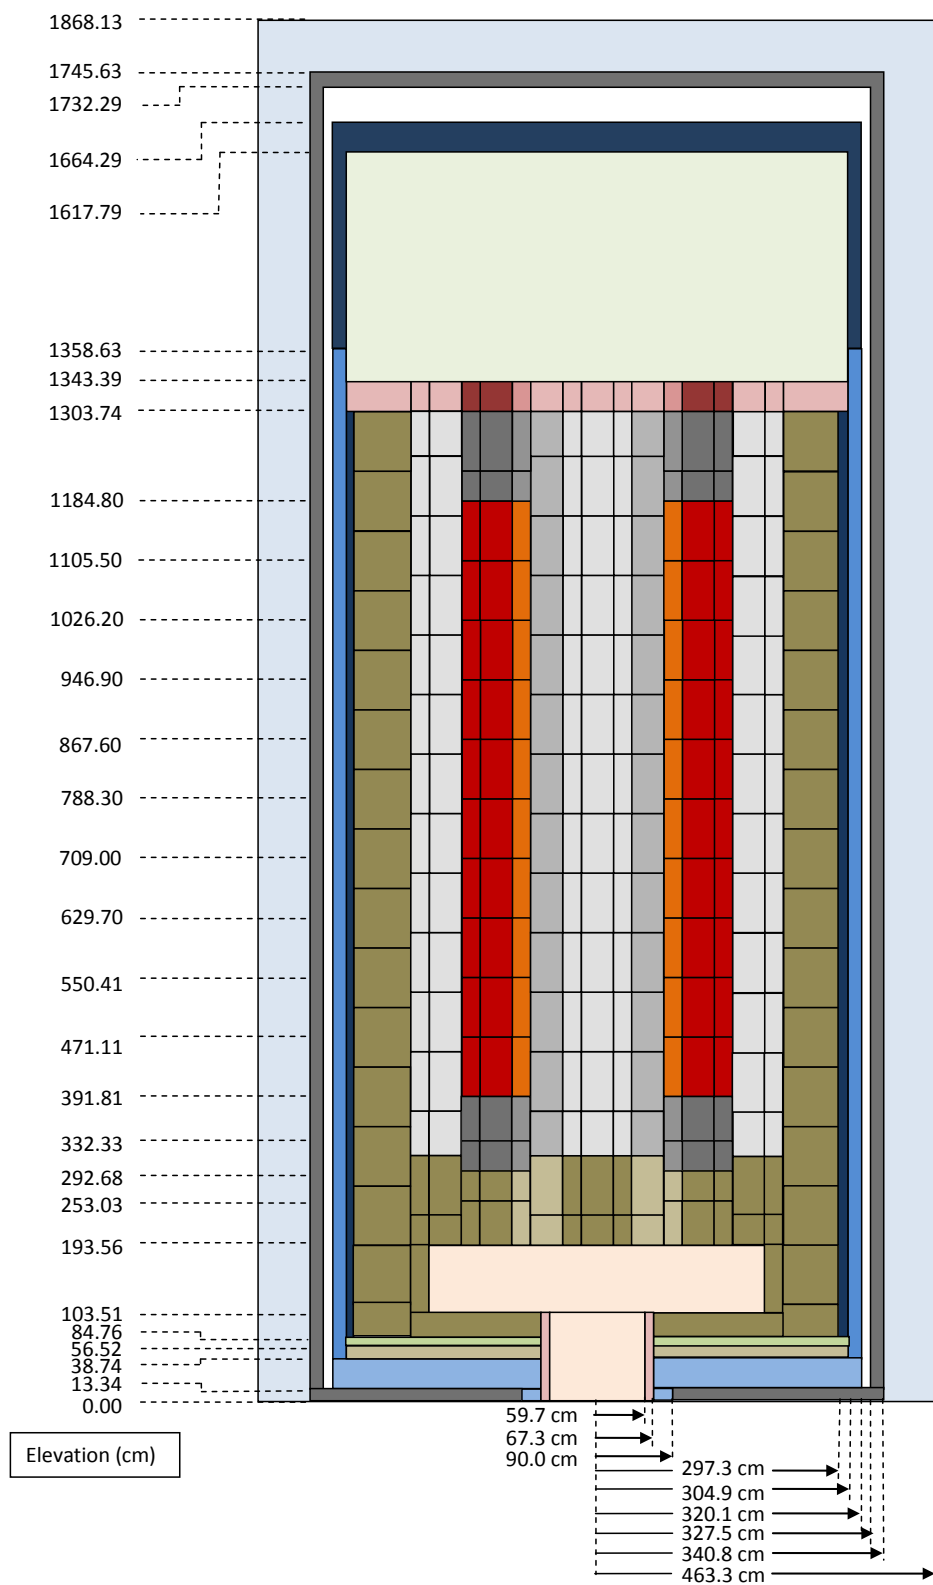 1868.13
1745.63
1732.29
1664.29
1617.79
1358.63
1343.39
1303.74
1184.80
1105.50
1026.20
946.90
867.60
788.30
709.00
629.70
550.41
471.11
391.81
332.33
292.68
253.03
193.56
103.51
84.76
56.52
38.74
13.34
0.00
Elevation (cm)
59.7 cm
67.3 cm
90.0 cm
297.3 cm
304.9 cm
320.1 cm
327.5 cm
340.8 cm
463.3 cm